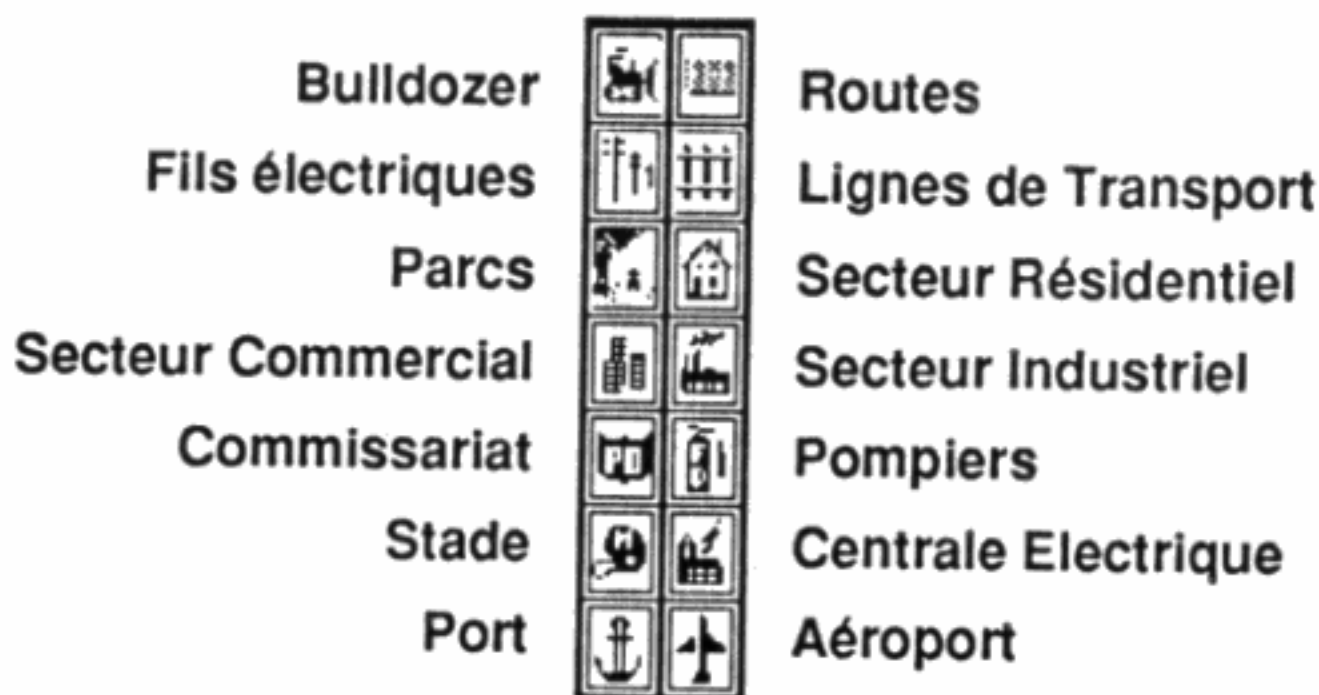 Bulldozer Routes
Fils électriques Lignes de Transport
Parcs Secteur Résidentiel
Secteur Commercial Secteur Industriel
Commissariat Pompiers
Stade Centrale Electrique
Port Aéroport